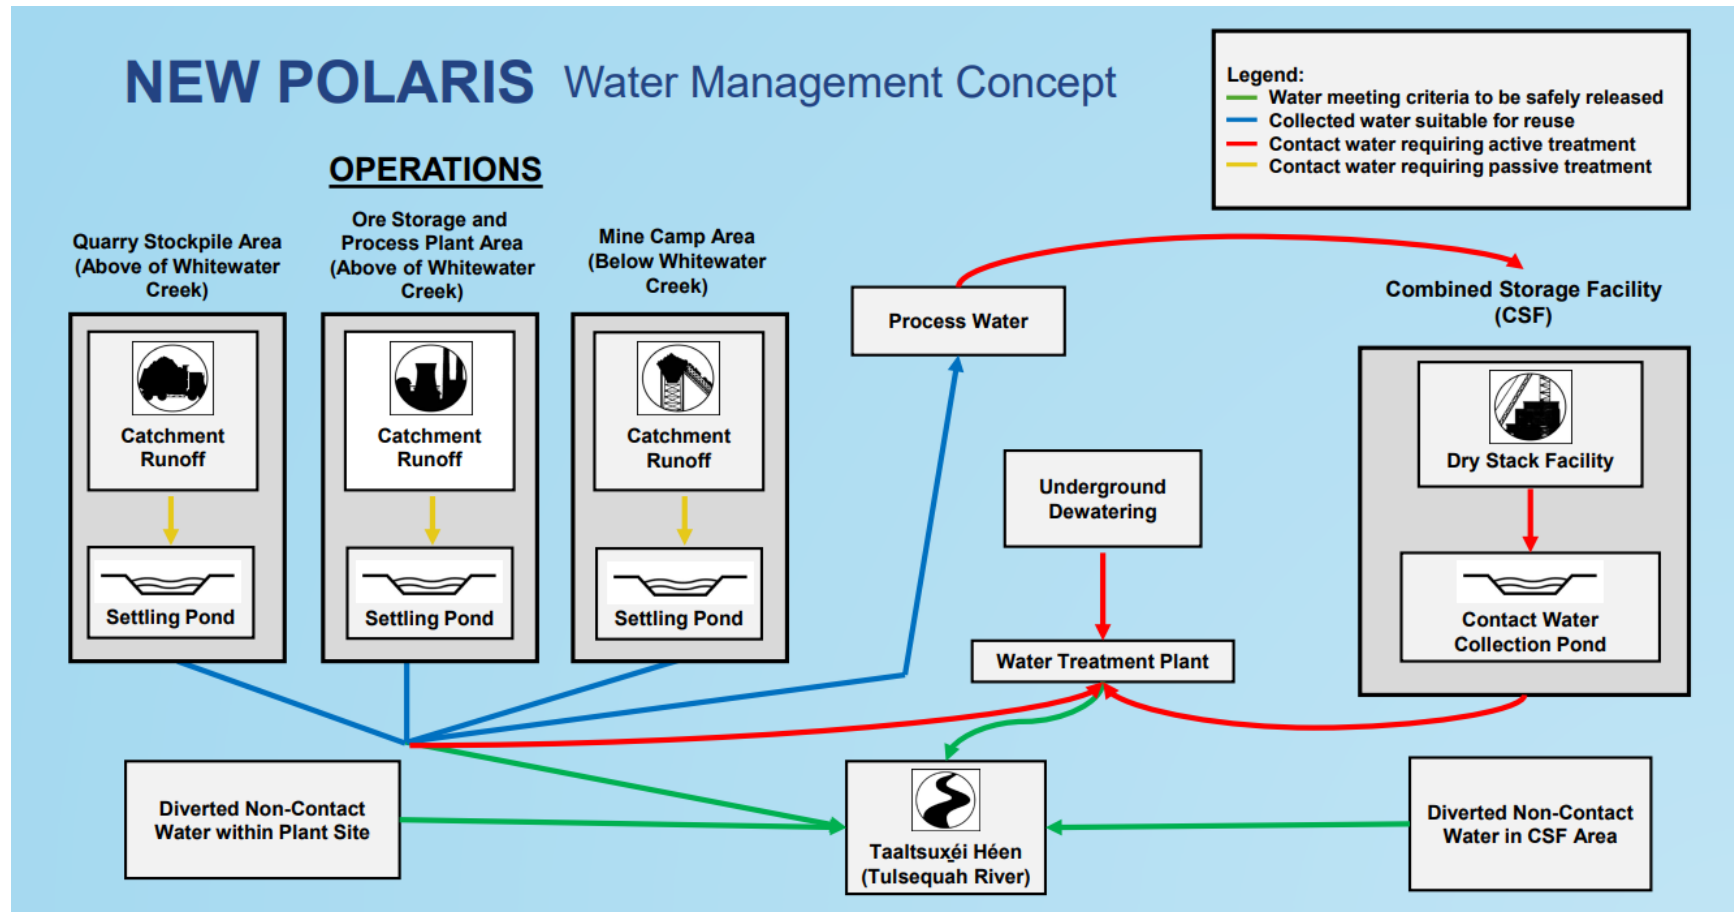 NEW POLARIS Water Management Concept
Legend:
Water meeting criteria to be safely released
Collected water suitable for reuse
Contact water requiring active treatment
Contact water requiring passive treatment
OPERATIONS
Quarry Stockpile Area
(Above of Whitewater
Creek)
Ore Storage and
Process Plant Area
(Above of Whitewater
Creek)
Mine Camp Area
(Below Whitewater
Creek)
Catchment
Runoff
Settling Pond
Catchment
Runoff
Settling Pond
Catchment
Runoff
Settling Pond
Process Water
Underground
Dewatering
Water Treatment Plant
Combined Storage Facility
(CSF)
Dry Stack Facility
Contact Water
Collection Pond
Diverted Non-Contact
Water within Plant Site
Taaltsux̱éi Héen
(Tulsequah River)
Diverted Non-Contact
Water in CSF Area